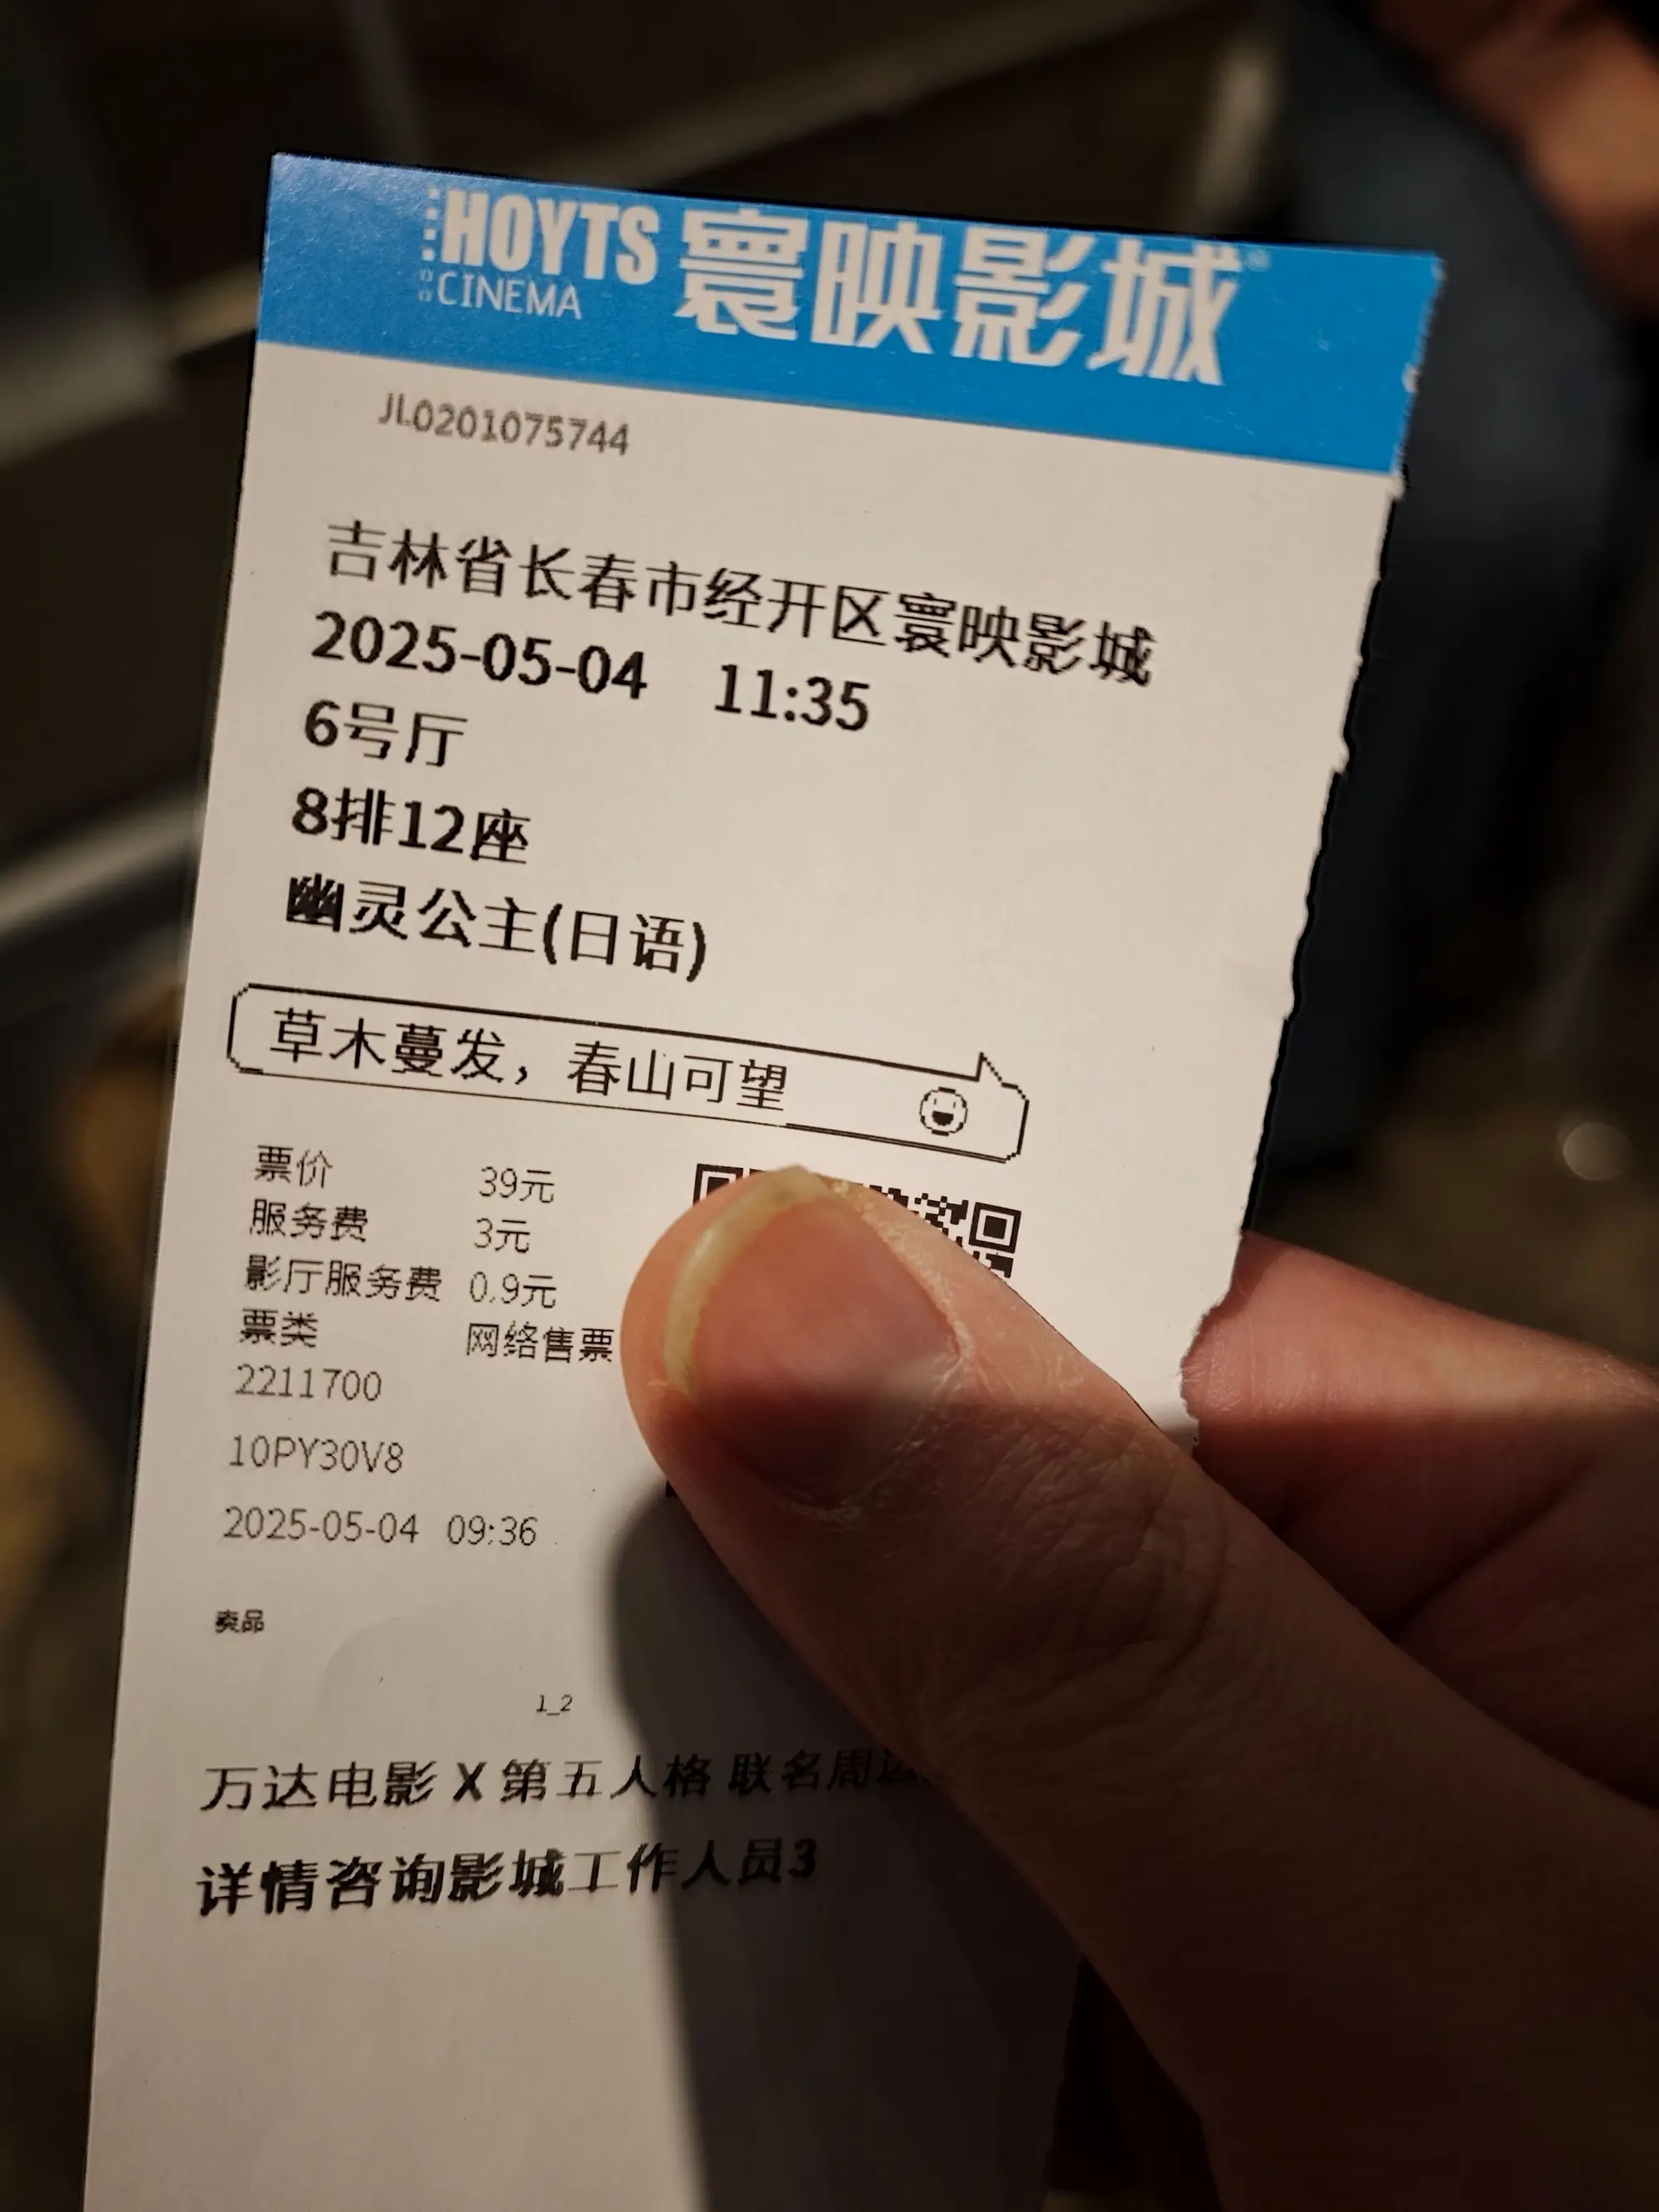 HOYTS 寰映影城
CINEMA
JL0201075744
吉林省长春市经开区寰映影城
2025-05-04 11:35
6号厅
8排12座
幽灵公主(日语)
草木蔓发，春山可望
票价 39元
服务费 3元
影厅服务费 0.9元
票类 网络售票
2211700
10PY30V8
2025-05-04 09:36
卖品
1_2
万达电影 X 第五人格 联名周边
详情咨询影城工作人员3